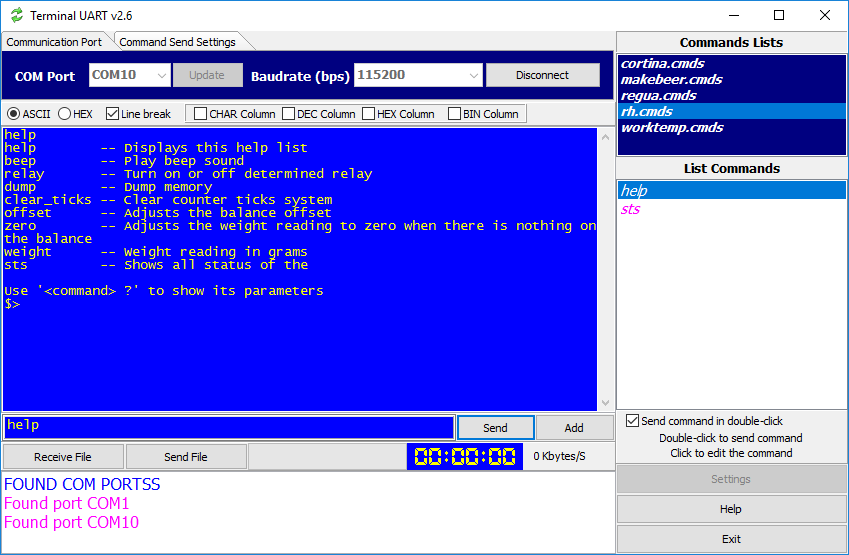 Terminal UART v2.6
Communication Port
Command Send Settings
COM Port
COM10
Update
Baudrate (bps)
115200
Disconnect
ASCII
HEX
Line break
CHAR Column
DEC Column
HEX Column
BIN Column
help
help        -- Displays this help list
beep        -- Play beep sound
relay       -- Turn on or off determined relay
dump        -- Dump memory
clear_ticks -- Clear counter ticks system
offset      -- Adjusts the balance offset
zero        -- Adjusts the weight reading to zero when there is nothing on
the balance
weight      -- Weight reading in grams
sts         -- Shows all status of the
Use '<command> ?' to show its parameters
$>
help
Send
Add
Receive File
Send File
00:00:00
0 Kbytes/S
FOUND COM PORTSS
Found port COM1
Found port COM10
Commands Lists
cortina.cmds
makebeer.cmds
regua.cmds
rh.cmds
worktemp.cmds
List Commands
help
sts
Send command in double-click
Double-click to send command
Click to edit the command
Settings
Help
Exit